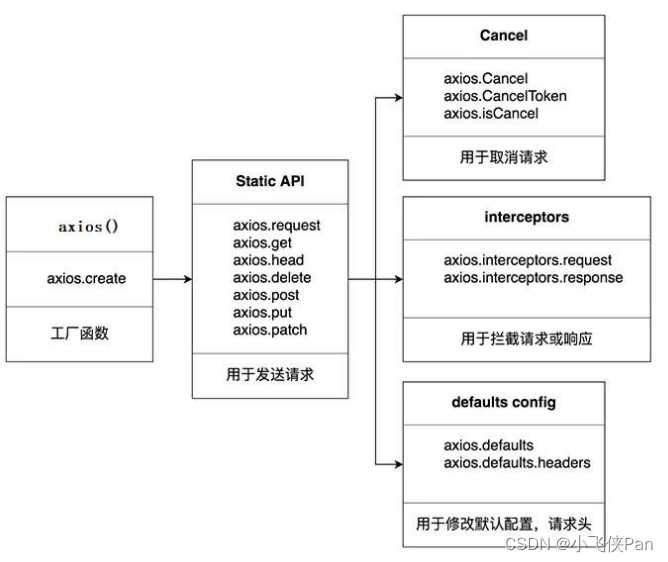 axios()
axios.create
工厂函数
Static API
axios.request
axios.get
axios.head
axios.delete
axios.post
axios.put
axios.patch
用于发送请求
Cancel
axios.Cancel
axios.CancelToken
axios.isCancel
用于取消请求
interceptors
axios.interceptors.request
axios.interceptors.response
用于拦截请求或响应
defaults config
axios.defaults
axios.defaults.headers
用于修改默认配置，请求头
CSDN @小飞侠Pan